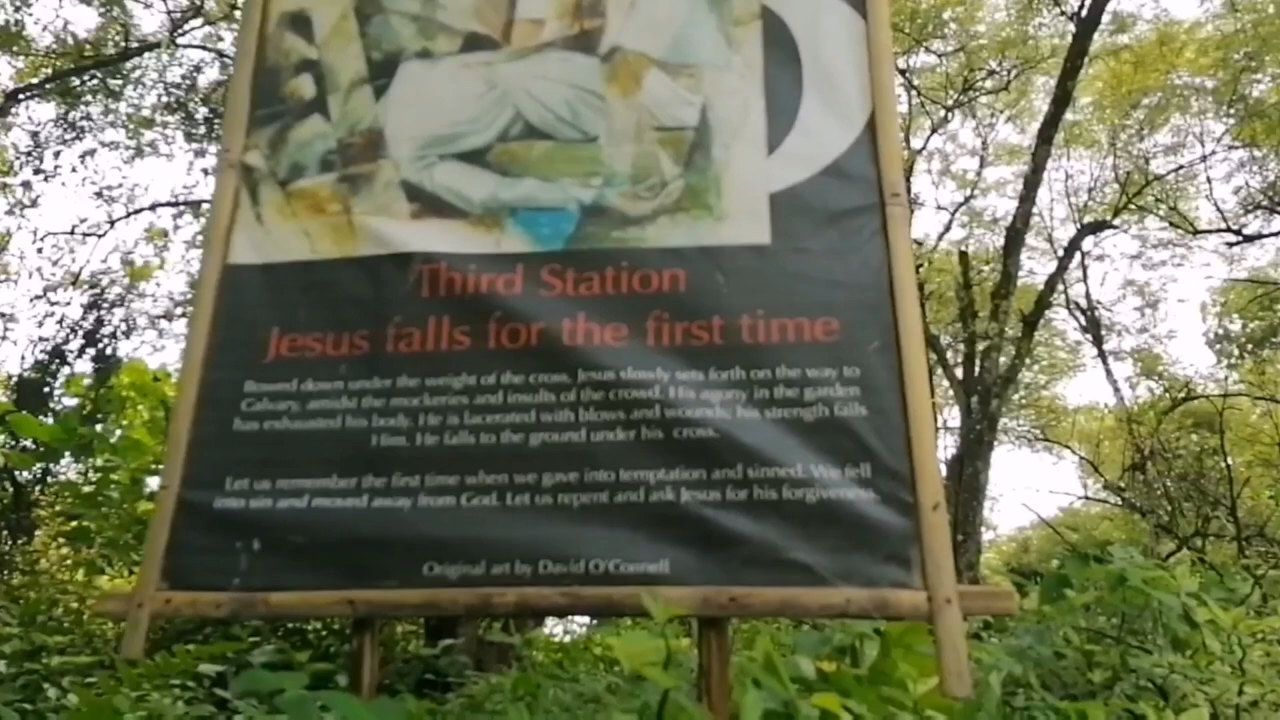 Third Station
Jesus falls for the first time
Bowed down under the weight of the cross, Jesus slowly sets forth on the way to
Calvary, amidst the mockeries and insults of the crowd. His agony in the garden
has exhausted his body. He is lacerated with blows and wounds; his strength fails
Him. He falls to the ground under his cross.
Let us remember the first time when we gave into temptation and sinned. We fell
into sin and moved away from God. Let us repent and ask Jesus for his forgiveness.
Original art by David O'Connell